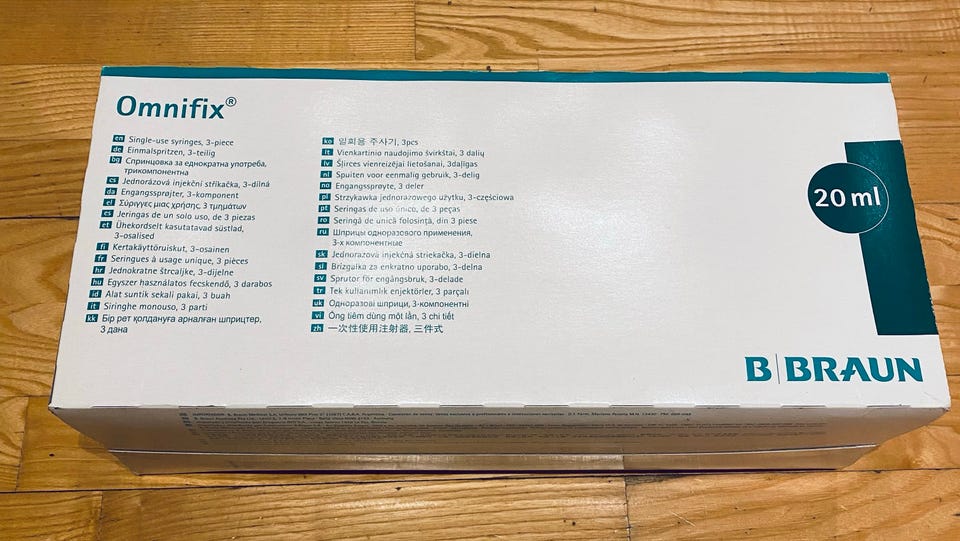 Omnifix®
en Single-use syringes, 3-piece
de Einmalspritzen, 3-teilig
bg Спринцовка за еднократна употреба,
трикомпонентна
cs Jednorázová injekční stříkačka, 3-dílná
da Engangssprøjter, 3-komponent
el Σύριγγες μιας χρήσης, 3 τμημάτων
es Jeringas de un solo uso, de 3 piezas
et Ühekordselt kasutatavad süstlad,
3-osalised
fi Kertakäyttöruiskut, 3-osainen
fr Seringues à usage unique, 3 pièces
hr Jednokratne štrcaljke, 3-dijelne
hu Egyszer használatos fecskendő, 3 darabos
id Alat suntik sekali pakai, 3 buah
it Siringhe monouso, 3 parti
kk Бір рет қолдануға арналған шприцтер,
3 дана
ko 일회용 주사기, 3pcs
lt Vienkartinio naudojimo švirkštai, 3 dalių
lv Šļirces vienreizējai lietošanai, 3daļīgas
nl Spuiten voor eenmalig gebruik, 3-delig
no Engangssprøyte, 3 deler
pl Strzykawka jednorazowego użytku, 3-częściowa
pt Seringas de uso único, de 3 peças
ro Seringă de unică folosință, din 3 piese
ru Шприцы одноразового применения,
3-х компонентные
sk Jednorazová injekčná striekačka, 3-dielna
sl Brizgalka za enkratno uporabo, 3-delna
sv Sprutor för engångsbruk, 3-delade
tr Tek kullanımlık enjektörler, 3 parçalı
uk Одноразові шприци, 3-компонентні
vi Ống tiêm dùng một lần, 3 chi tiết
zh 一次性使用注射器, 三件式
20 ml
B|BRAUN